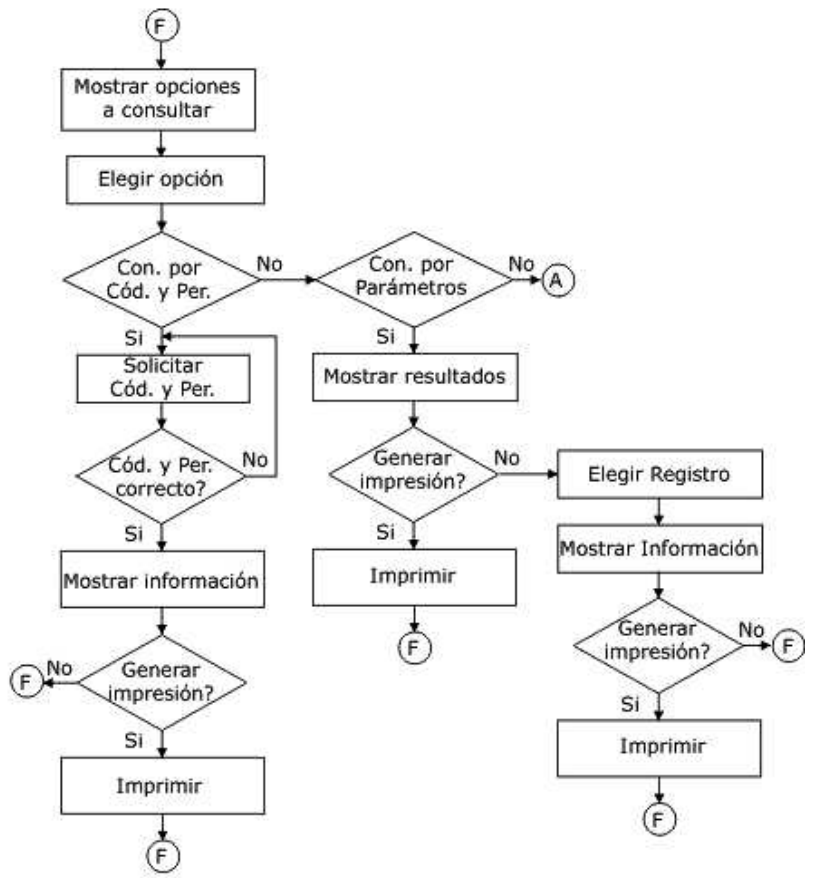 F
Mostrar opciones
a consultar
Elegir opción
Con. por
Cód. y Per.
No
Con. por
Parámetros
No
A
Si
Solicitar
Cód. y Per.
Si
Mostrar resultados
Cód. y Per.
correcto?
No
Generar
impresión?
No
Elegir Registro
Si
Mostrar información
Si
Imprimir
F
Mostrar Información
Generar
impresión?
No
F
Si
Imprimir
F
Generar
impresión?
No
F
Si
Imprimir
F